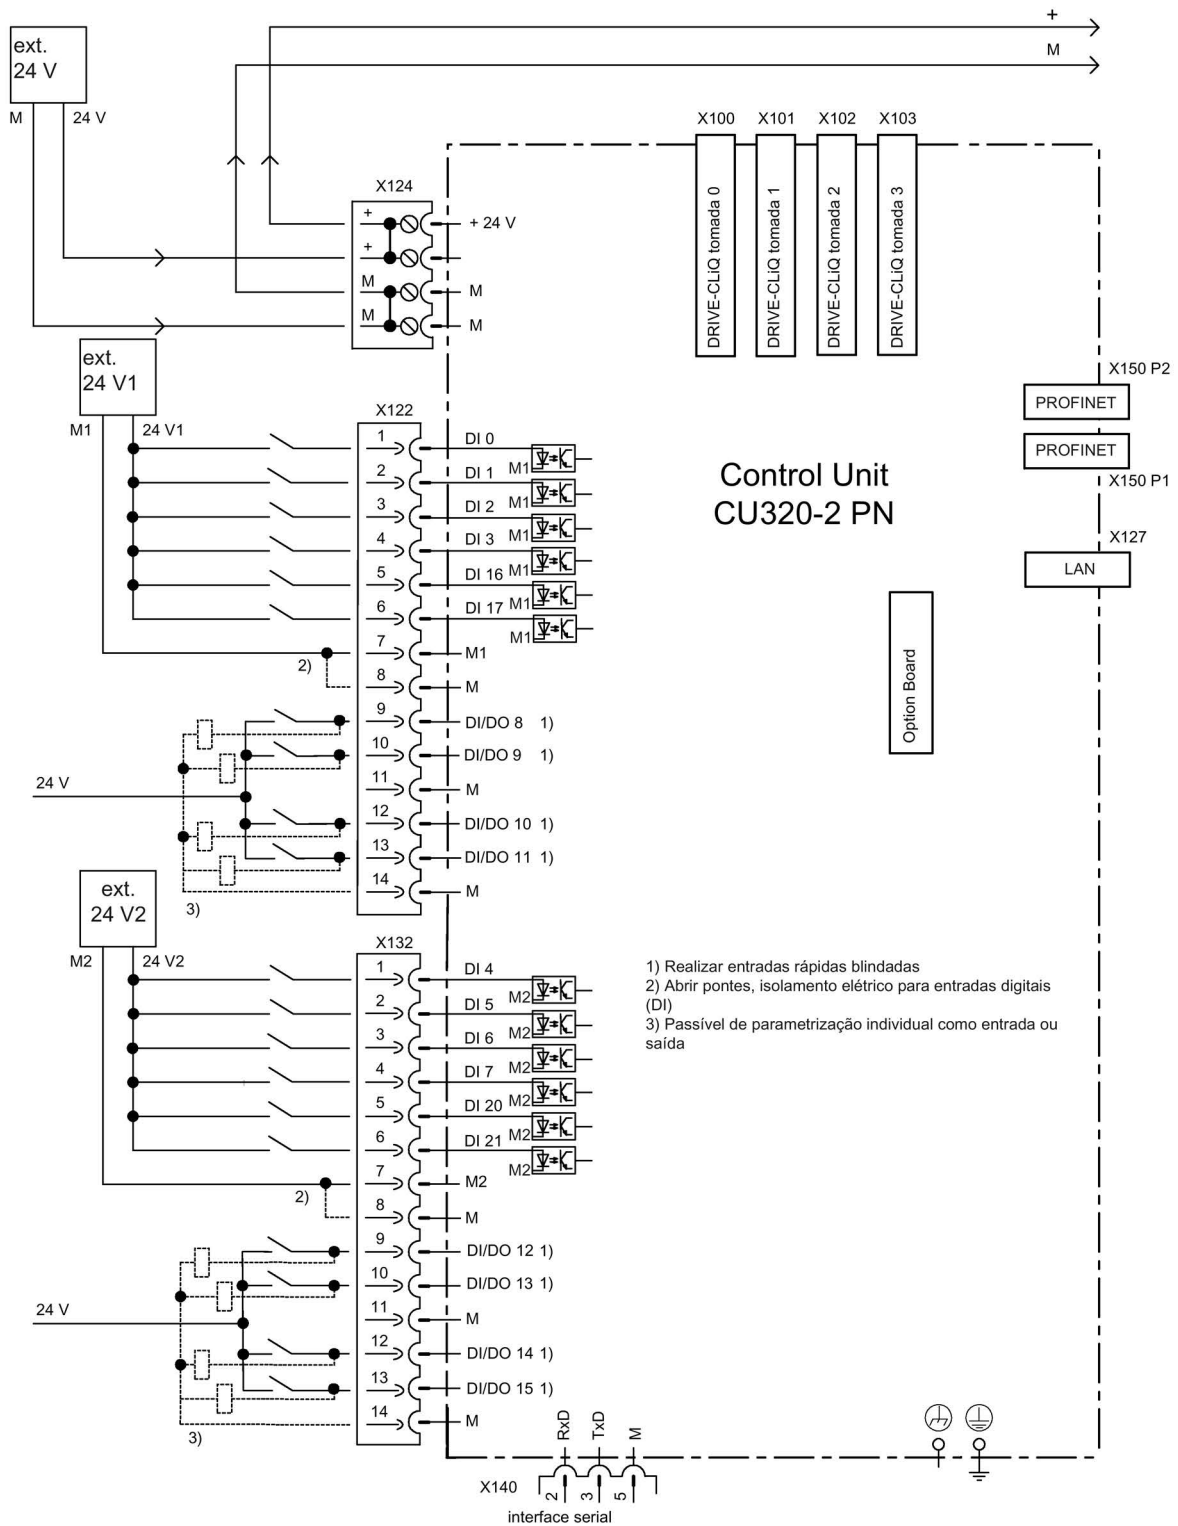 +
M
ext.
24 V
M 24 V
X124
+
+
M
M
+ 24 V
M
M
X100 X101 X102 X103
DRIVE-CLiQ tomada 0
DRIVE-CLiQ tomada 1
DRIVE-CLiQ tomada 2
DRIVE-CLiQ tomada 3
X150 P2
PROFINET
PROFINET
X150 P1
X127
LAN
Control Unit
CU320-2 PN
Option Board
ext.
24 V1
M1 24 V1
X122
1 DI 0 M1
2 DI 1 M1
3 DI 2 M1
4 DI 3 M1
5 DI 16 M1
6 DI 17 M1
7 M1
2)
8 M
9 DI/DO 8 1)
10 DI/DO 9 1)
11 M
24 V
12 DI/DO 10 1)
13 DI/DO 11 1)
14 M
3)
ext.
24 V2
M2 24 V2
X132
1 DI 4 M2
2 DI 5 M2
3 DI 6 M2
4 DI 7 M2
5 DI 20 M2
6 DI 21 M2
7 M2
2)
8 M
9 DI/DO 12 1)
10 DI/DO 13 1)
11 M
24 V
12 DI/DO 14 1)
13 DI/DO 15 1)
14 M
3)
1) Realizar entradas rápidas blindadas
2) Abrir pontes, isolamento elétrico para entradas digitais
(DI)
3) Passível de parametrização individual como entrada ou
saída
RxD
TxD
M
X140
2
3
5
interface serial